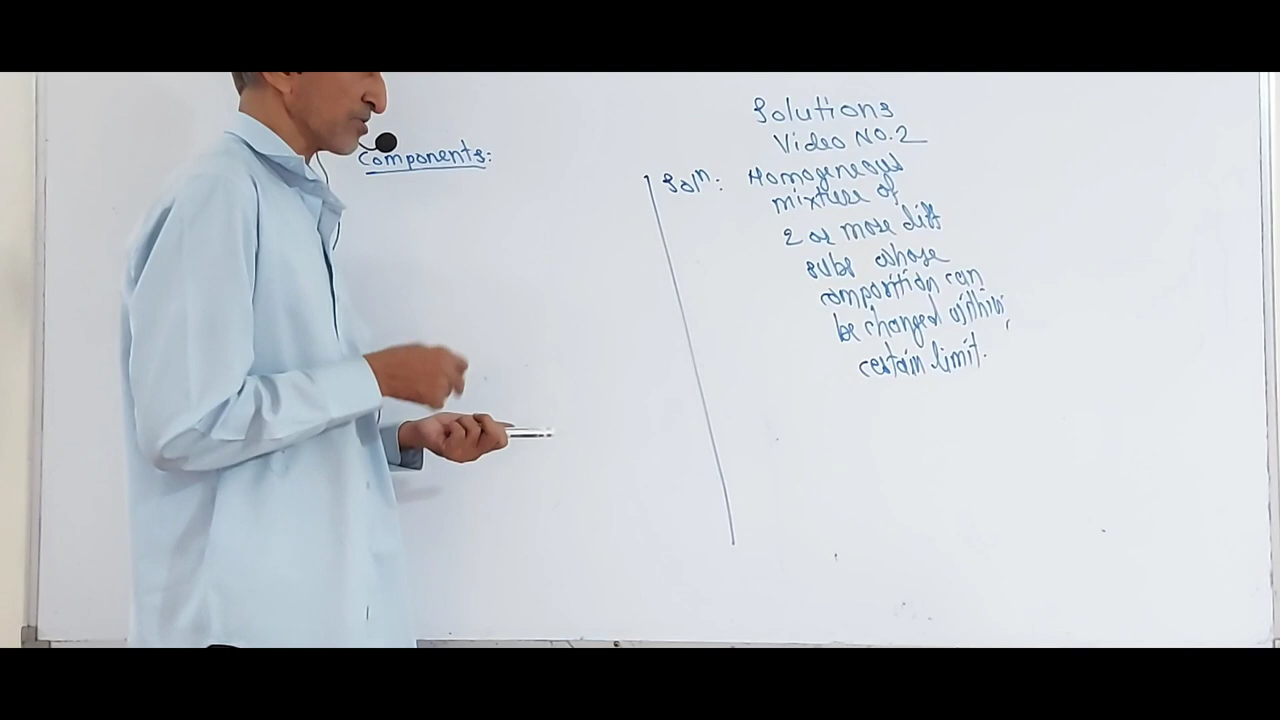 Components:
Solutions
Video No. 2
Solⁿ: Homogeneous
mixture of
2 or more diff
subs whose
composition can
be changed within
certain limit.